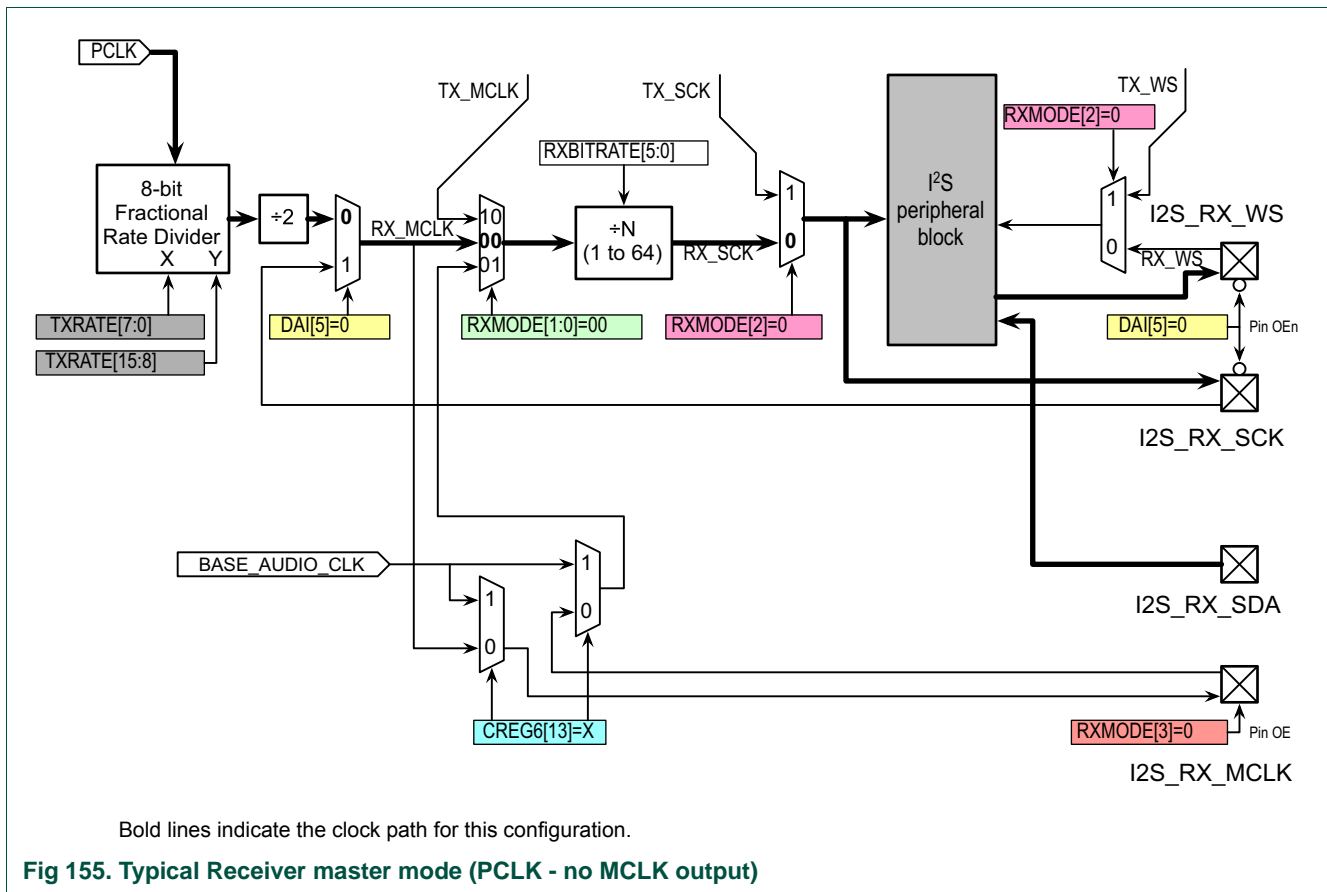 PCLK
TX_MCLK
TX_SCK
TX_WS
RXMODE[2]=0
RXBITRATE[5:0]
8-bit
Fractional
Rate Divider
X Y
÷2
0
1
RX_MCLK
10
00
01
÷N
(1 to 64)
RX_SCK
1
0
I²S
peripheral
block
1
0
I2S_RX_WS
RX_WS
TXRATE[7:0]
TXRATE[15:8]
DAI[5]=0
RXMODE[1:0]=00
RXMODE[2]=0
DAI[5]=0
Pin OEn
I2S_RX_SCK
BASE_AUDIO_CLK
1
0
1
0
I2S_RX_SDA
CREG6[13]=X
RXMODE[3]=0
Pin OE
I2S_RX_MCLK
Bold lines indicate the clock path for this configuration.
Fig 155. Typical Receiver master mode (PCLK - no MCLK output)